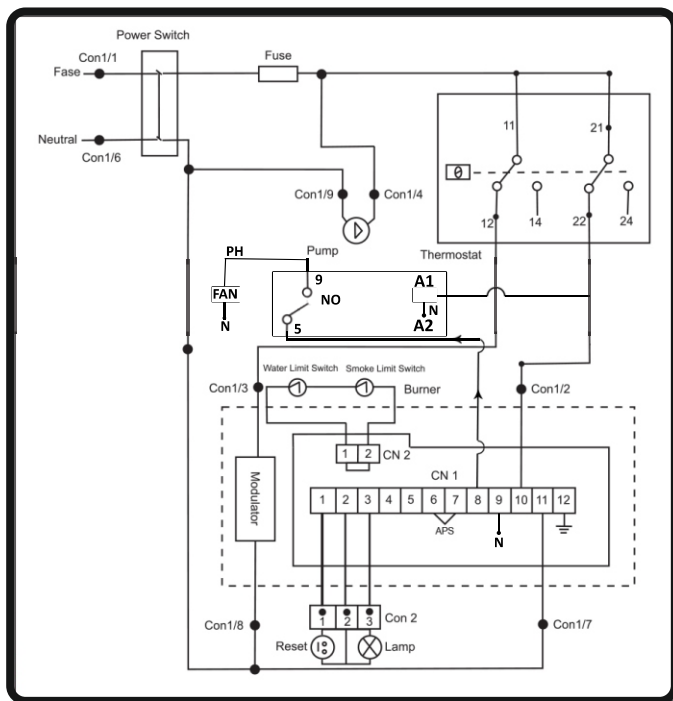 Power Switch
Con1/1
Fase
Fuse
Neutral
Con1/6
11
21
θ
Con1/9
Con1/4
12
14
22
24
Thermostat
PH
Pump
FAN
N
9
NO
5
A1
N
A2
Water Limit Switch
Smoke Limit Switch
Con1/3
Burner
Con1/2
1
2
CN 2
Modulator
CN 1
1 2 3 4 5 6 7 8 9 10 11 12
APS
N
Con1/8
1 2 3
Con 2
Con1/7
Reset
Lamp